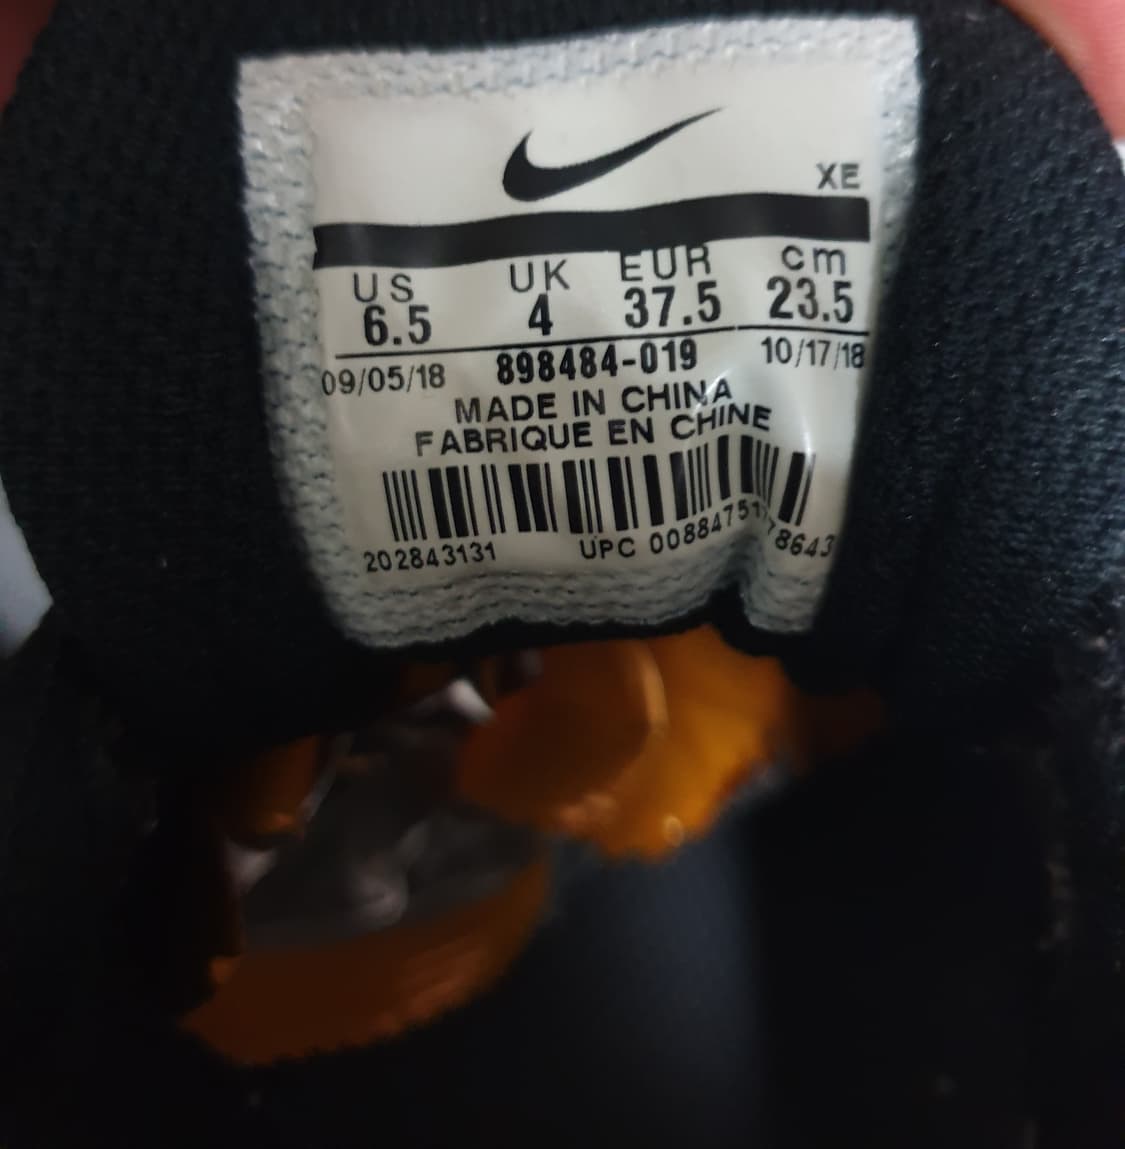 XE
US UK EUR cm
6.5 4 37.5 23.5
09/05/18 898484-019 10/17/18
MADE IN CHINA
FABRIQUE EN CHINE
202843131 UPC 00884751178643